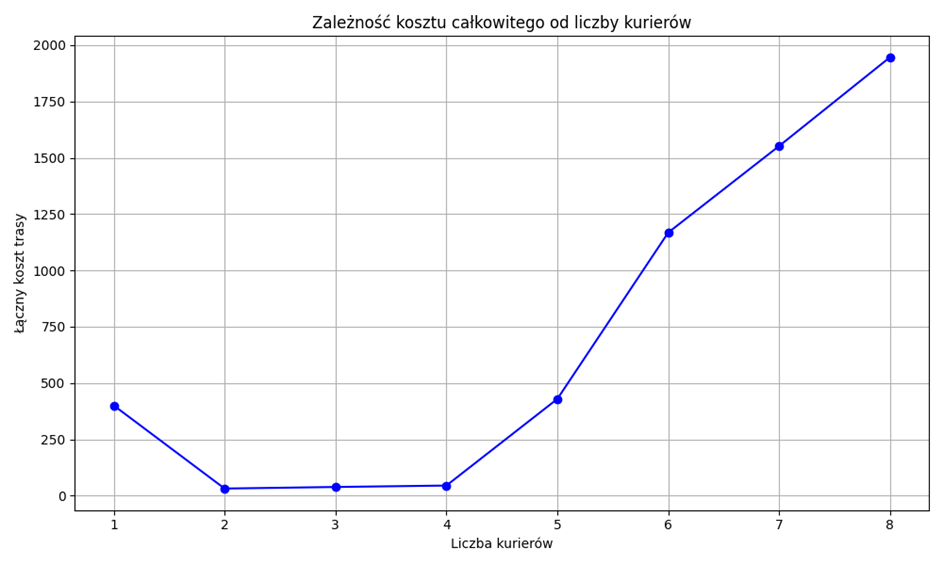 Zależność kosztu całkowitego od liczby kurierów
2000
1750
1500
1250
1000
750
500
250
0
Łączny koszt trasy
1 2 3 4 5 6 7 8
Liczba kurierów